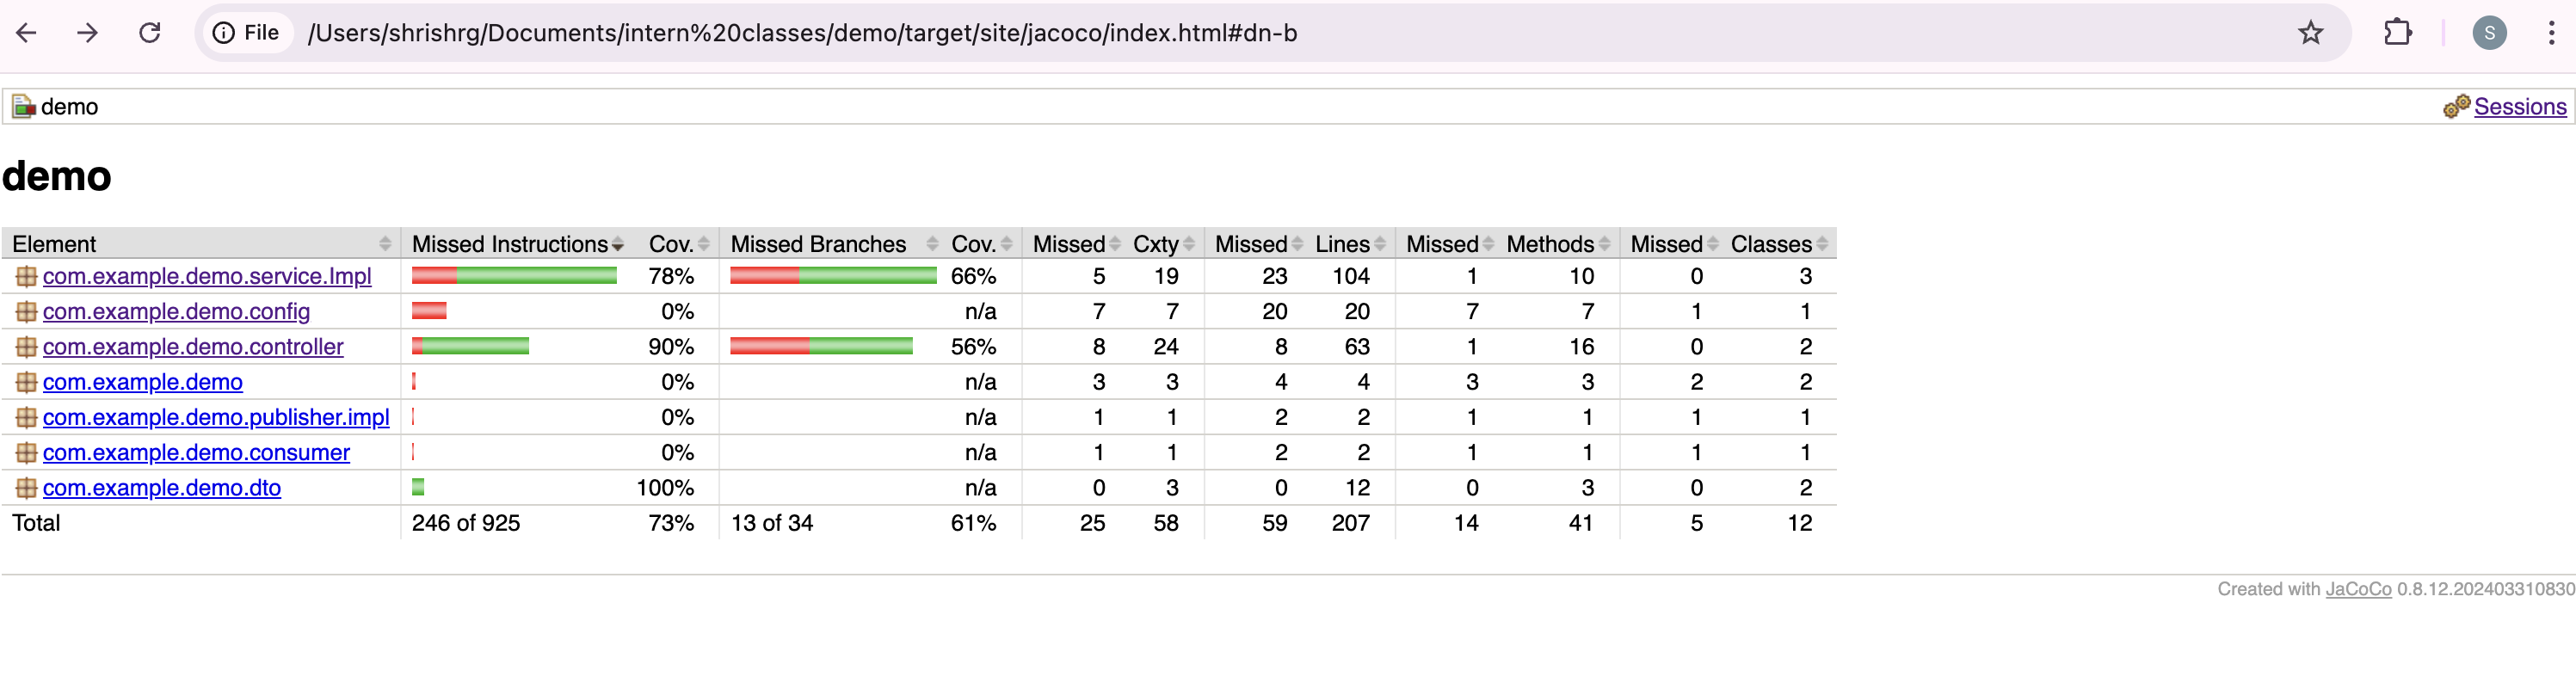 File /Users/shrishrg/Documents/intern%20classes/demo/target/site/jacoco/index.html#dn-b S
demo Sessions
demo
Element Missed Instructions Cov. Missed Branches Cov. Missed Cxty Missed Lines Missed Methods Missed Classes
com.example.demo.service.Impl 78% 66% 5 19 23 104 1 10 0 3
com.example.demo.config 0% n/a 7 7 20 20 7 7 1 1
com.example.demo.controller 90% 56% 8 24 8 63 1 16 0 2
com.example.demo 0% n/a 3 3 4 4 3 3 2 2
com.example.demo.publisher.impl 0% n/a 1 1 2 2 1 1 1 1
com.example.demo.consumer 0% n/a 1 1 2 2 1 1 1 1
com.example.demo.dto 100% n/a 0 3 0 12 0 3 0 2
Total 246 of 925 73% 13 of 34 61% 25 58 59 207 14 41 5 12
Created with JaCoCo 0.8.12.202403310830